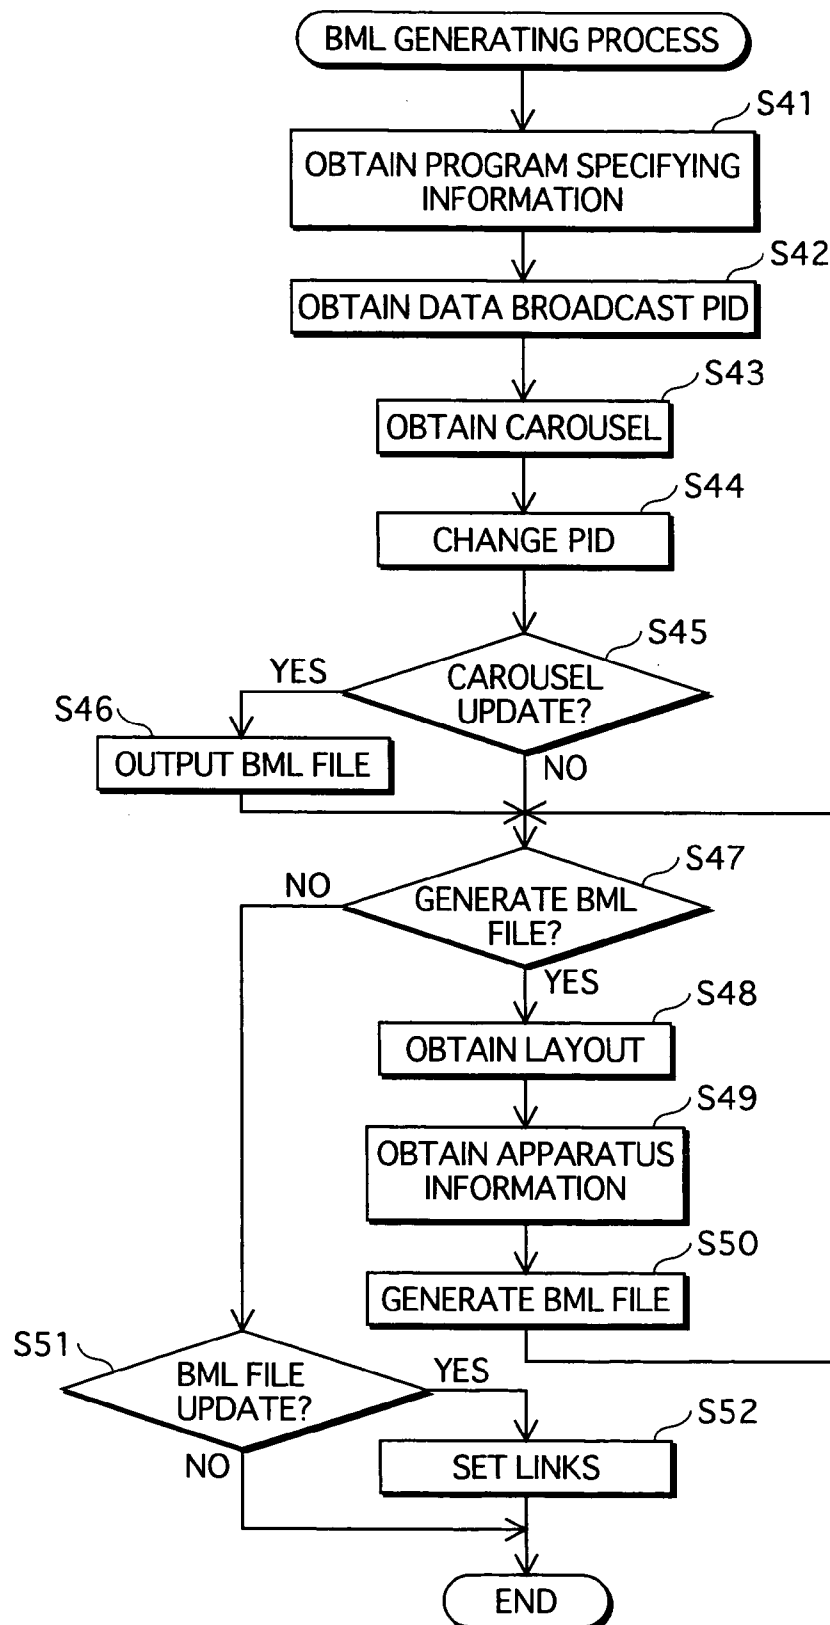 BML GENERATING PROCESS
S41
OBTAIN PROGRAM SPECIFYING
INFORMATION
S42
OBTAIN DATA BROADCAST PID
S43
OBTAIN CAROUSEL
S44
CHANGE PID
S45
YES
CAROUSEL
UPDATE?
S46
OUTPUT BML FILE
NO
S47
NO
GENERATE BML
FILE?
YES
S48
OBTAIN LAYOUT
S49
OBTAIN APPARATUS
INFORMATION
S50
GENERATE BML FILE
S51
BML FILE
UPDATE?
YES
S52
NO
SET LINKS
END